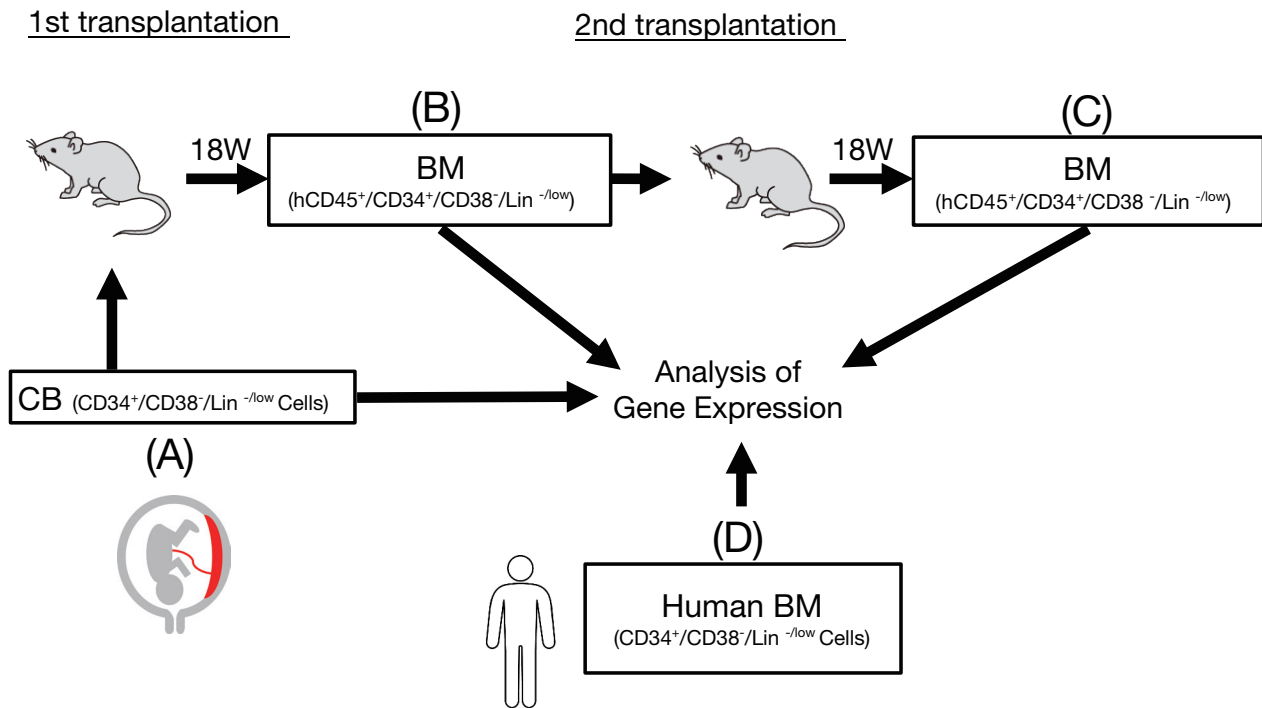 1st transplantation
2nd transplantation
(B)
(C)
18W
BM
(hCD45⁺/CD34⁺/CD38⁻/Lin ⁻/ˡᵒʷ)
18W
BM
(hCD45⁺/CD34⁺/CD38 ⁻/Lin ⁻/ˡᵒʷ)
CB (CD34⁺/CD38⁻/Lin ⁻/ˡᵒʷ Cells)
(A)
Analysis of
Gene Expression
(D)
Human BM
(CD34⁺/CD38⁻/Lin ⁻/ˡᵒʷ Cells)